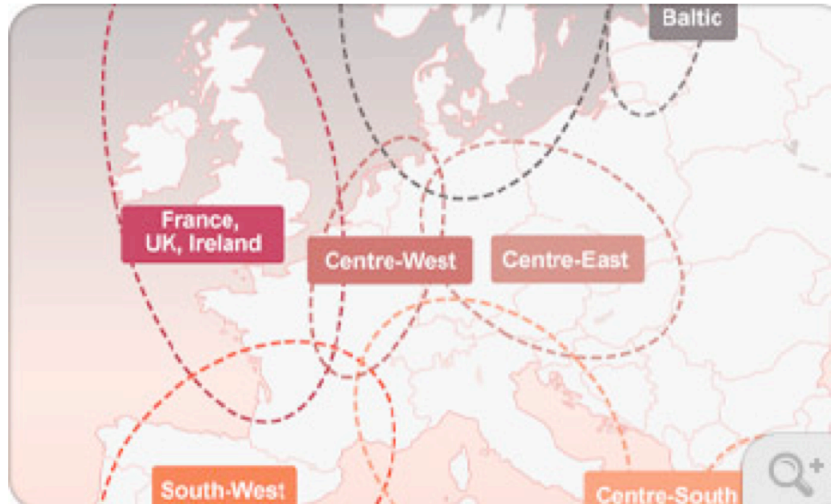 Baltic
France,
UK, Ireland
Centre-West
Centre-East
South-West
Centre-South